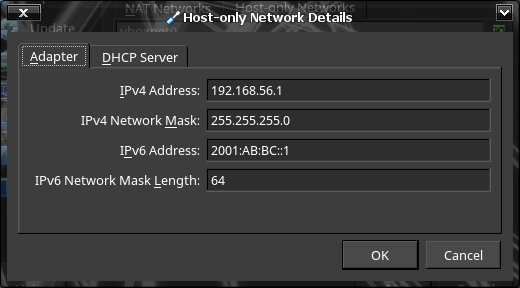 NAT Networks Host-only Networks
Update
vboxnet0
X
Host-only Network Details
Adapter
DHCP Server
IPv4 Address: 192.168.56.1
IPv4 Network Mask: 255.255.255.0
IPv6 Address: 2001:AB:BC::1
IPv6 Network Mask Length: 64
OK
Cancel